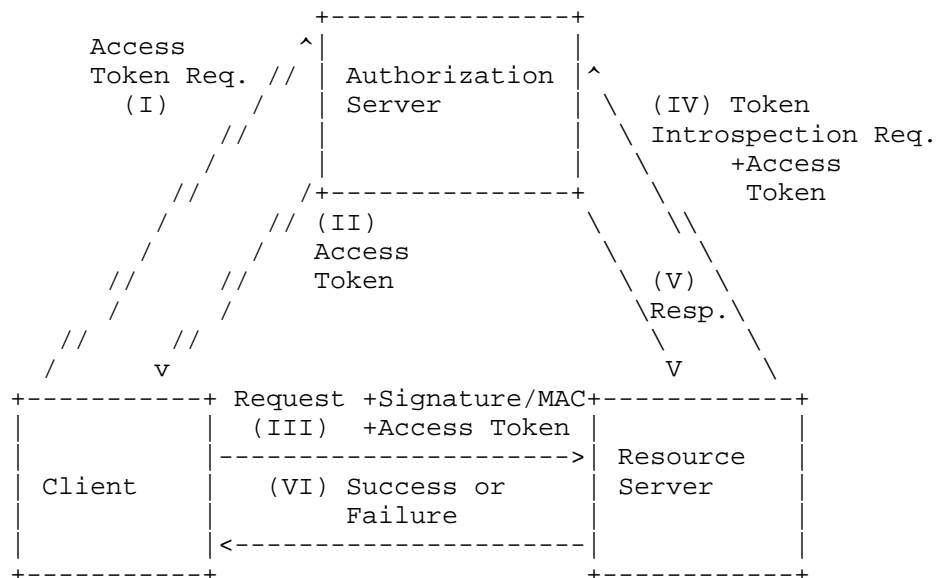 Access
Token Req.
(I)
Authorization
Server
(IV) Token
Introspection Req.
+Access
Token
(II)
Access
Token
(V)
Resp.
v
V
Request +Signature/MAC
(III) +Access Token
Client
(VI) Success or
Failure
Resource
Server